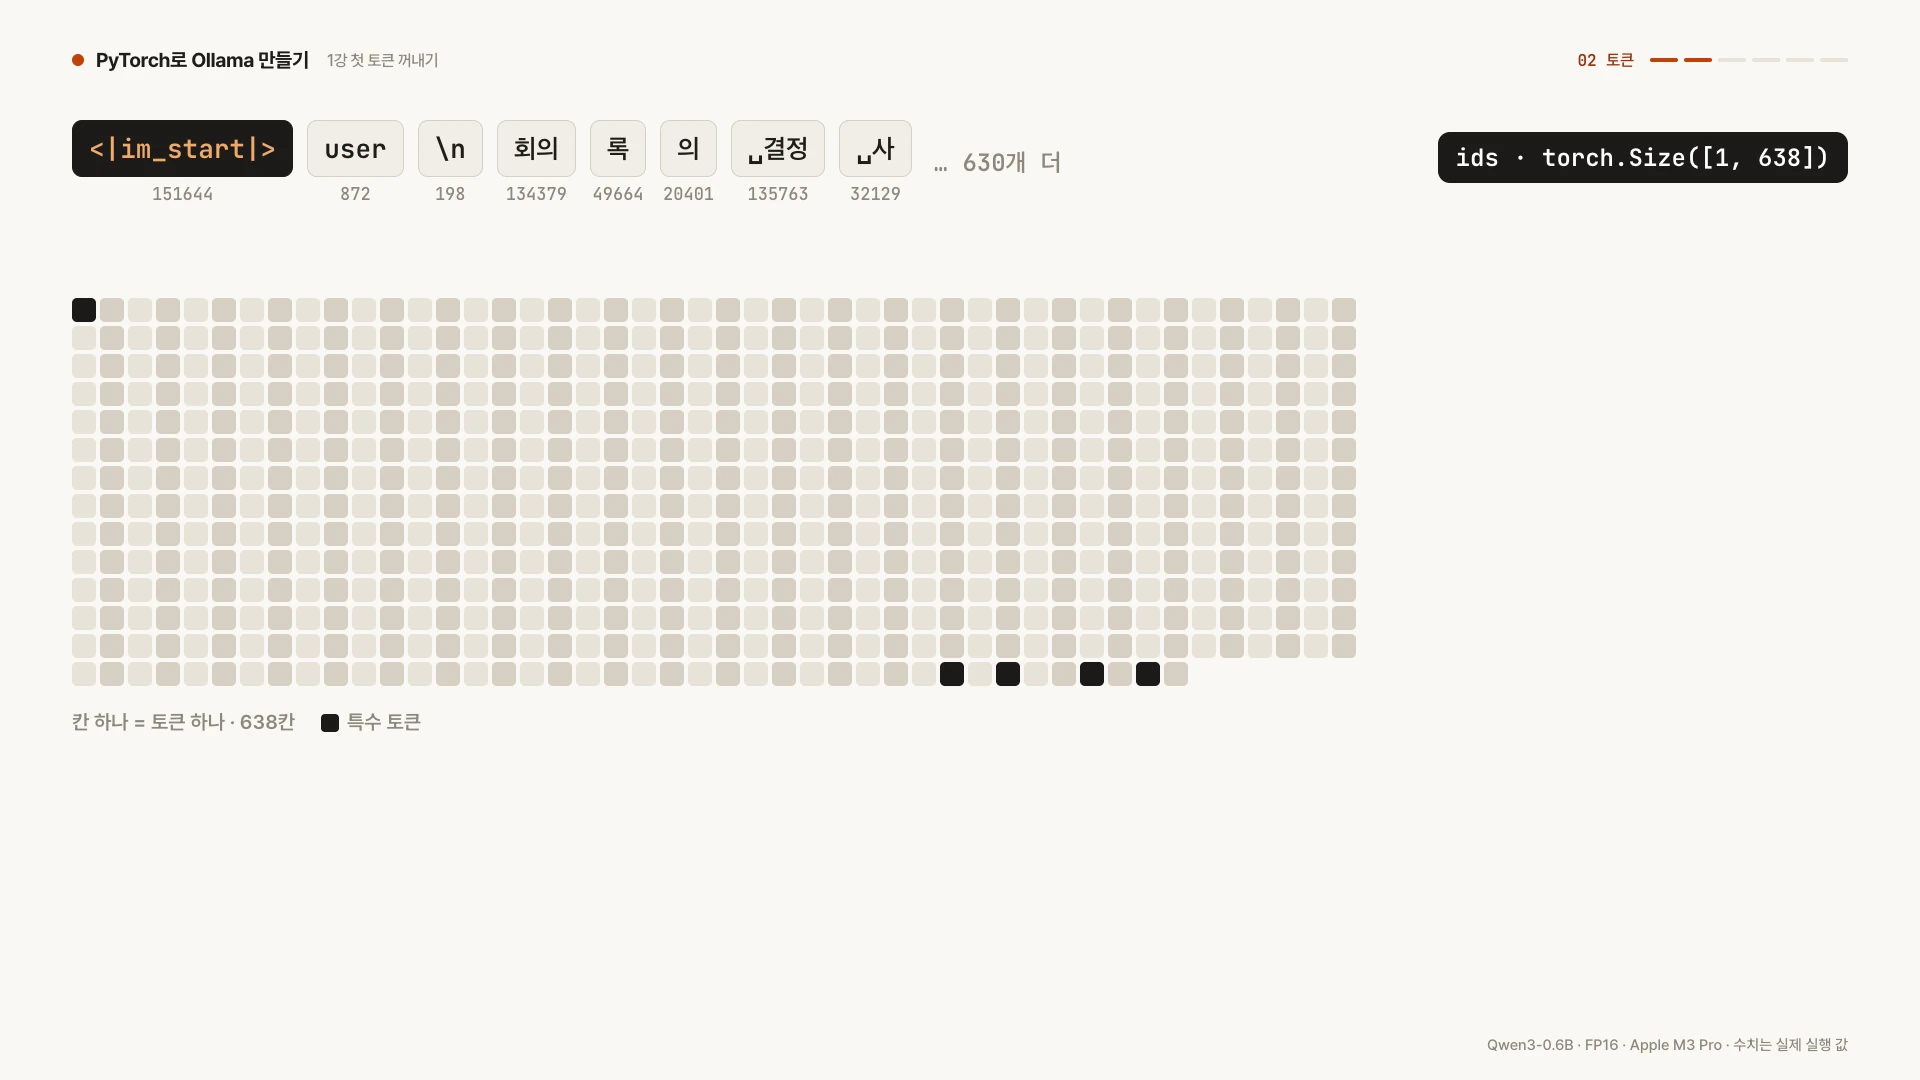 PyTorch로 Ollama 만들기 1강 첫 토큰 꺼내기
02 토큰
<|im_start|> user \n 회의 록 의 ␣결정 ␣사 … 630개 더
151644 872 198 134379 49664 20401 135763 32129
ids · torch.Size([1, 638])
칸 하나 = 토큰 하나 · 638칸 특수 토큰
Qwen3-0.6B · FP16 · Apple M3 Pro · 수치는 실제 실행 값